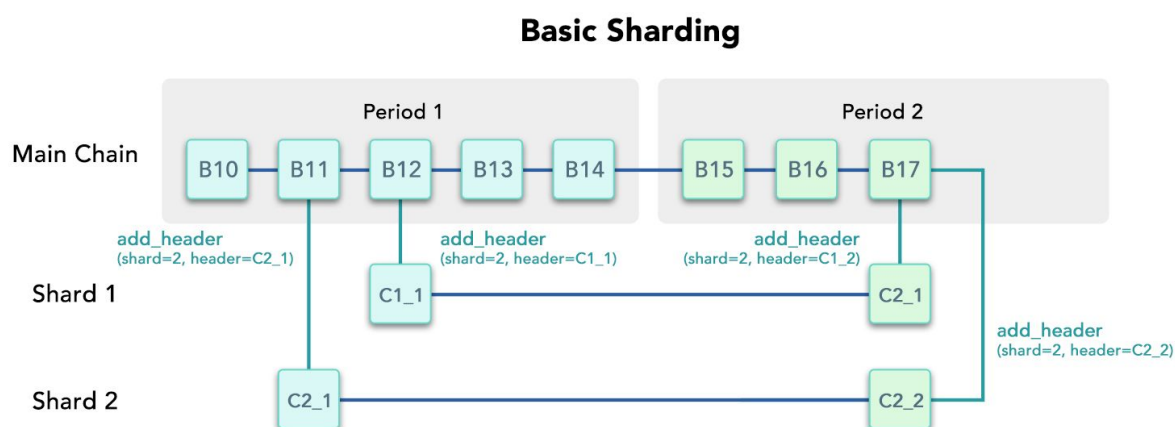 Basic Sharding
Period 1
Period 2
Main Chain
B10
B11
B12
B13
B14
B15
B16
B17
add_header
(shard=2, header=C2_1)
add_header
(shard=2, header=C1_1)
add_header
(shard=2, header=C1_2)
Shard 1
C1_1
C2_1
add_header
(shard=2, header=C2_2)
Shard 2
C2_1
C2_2